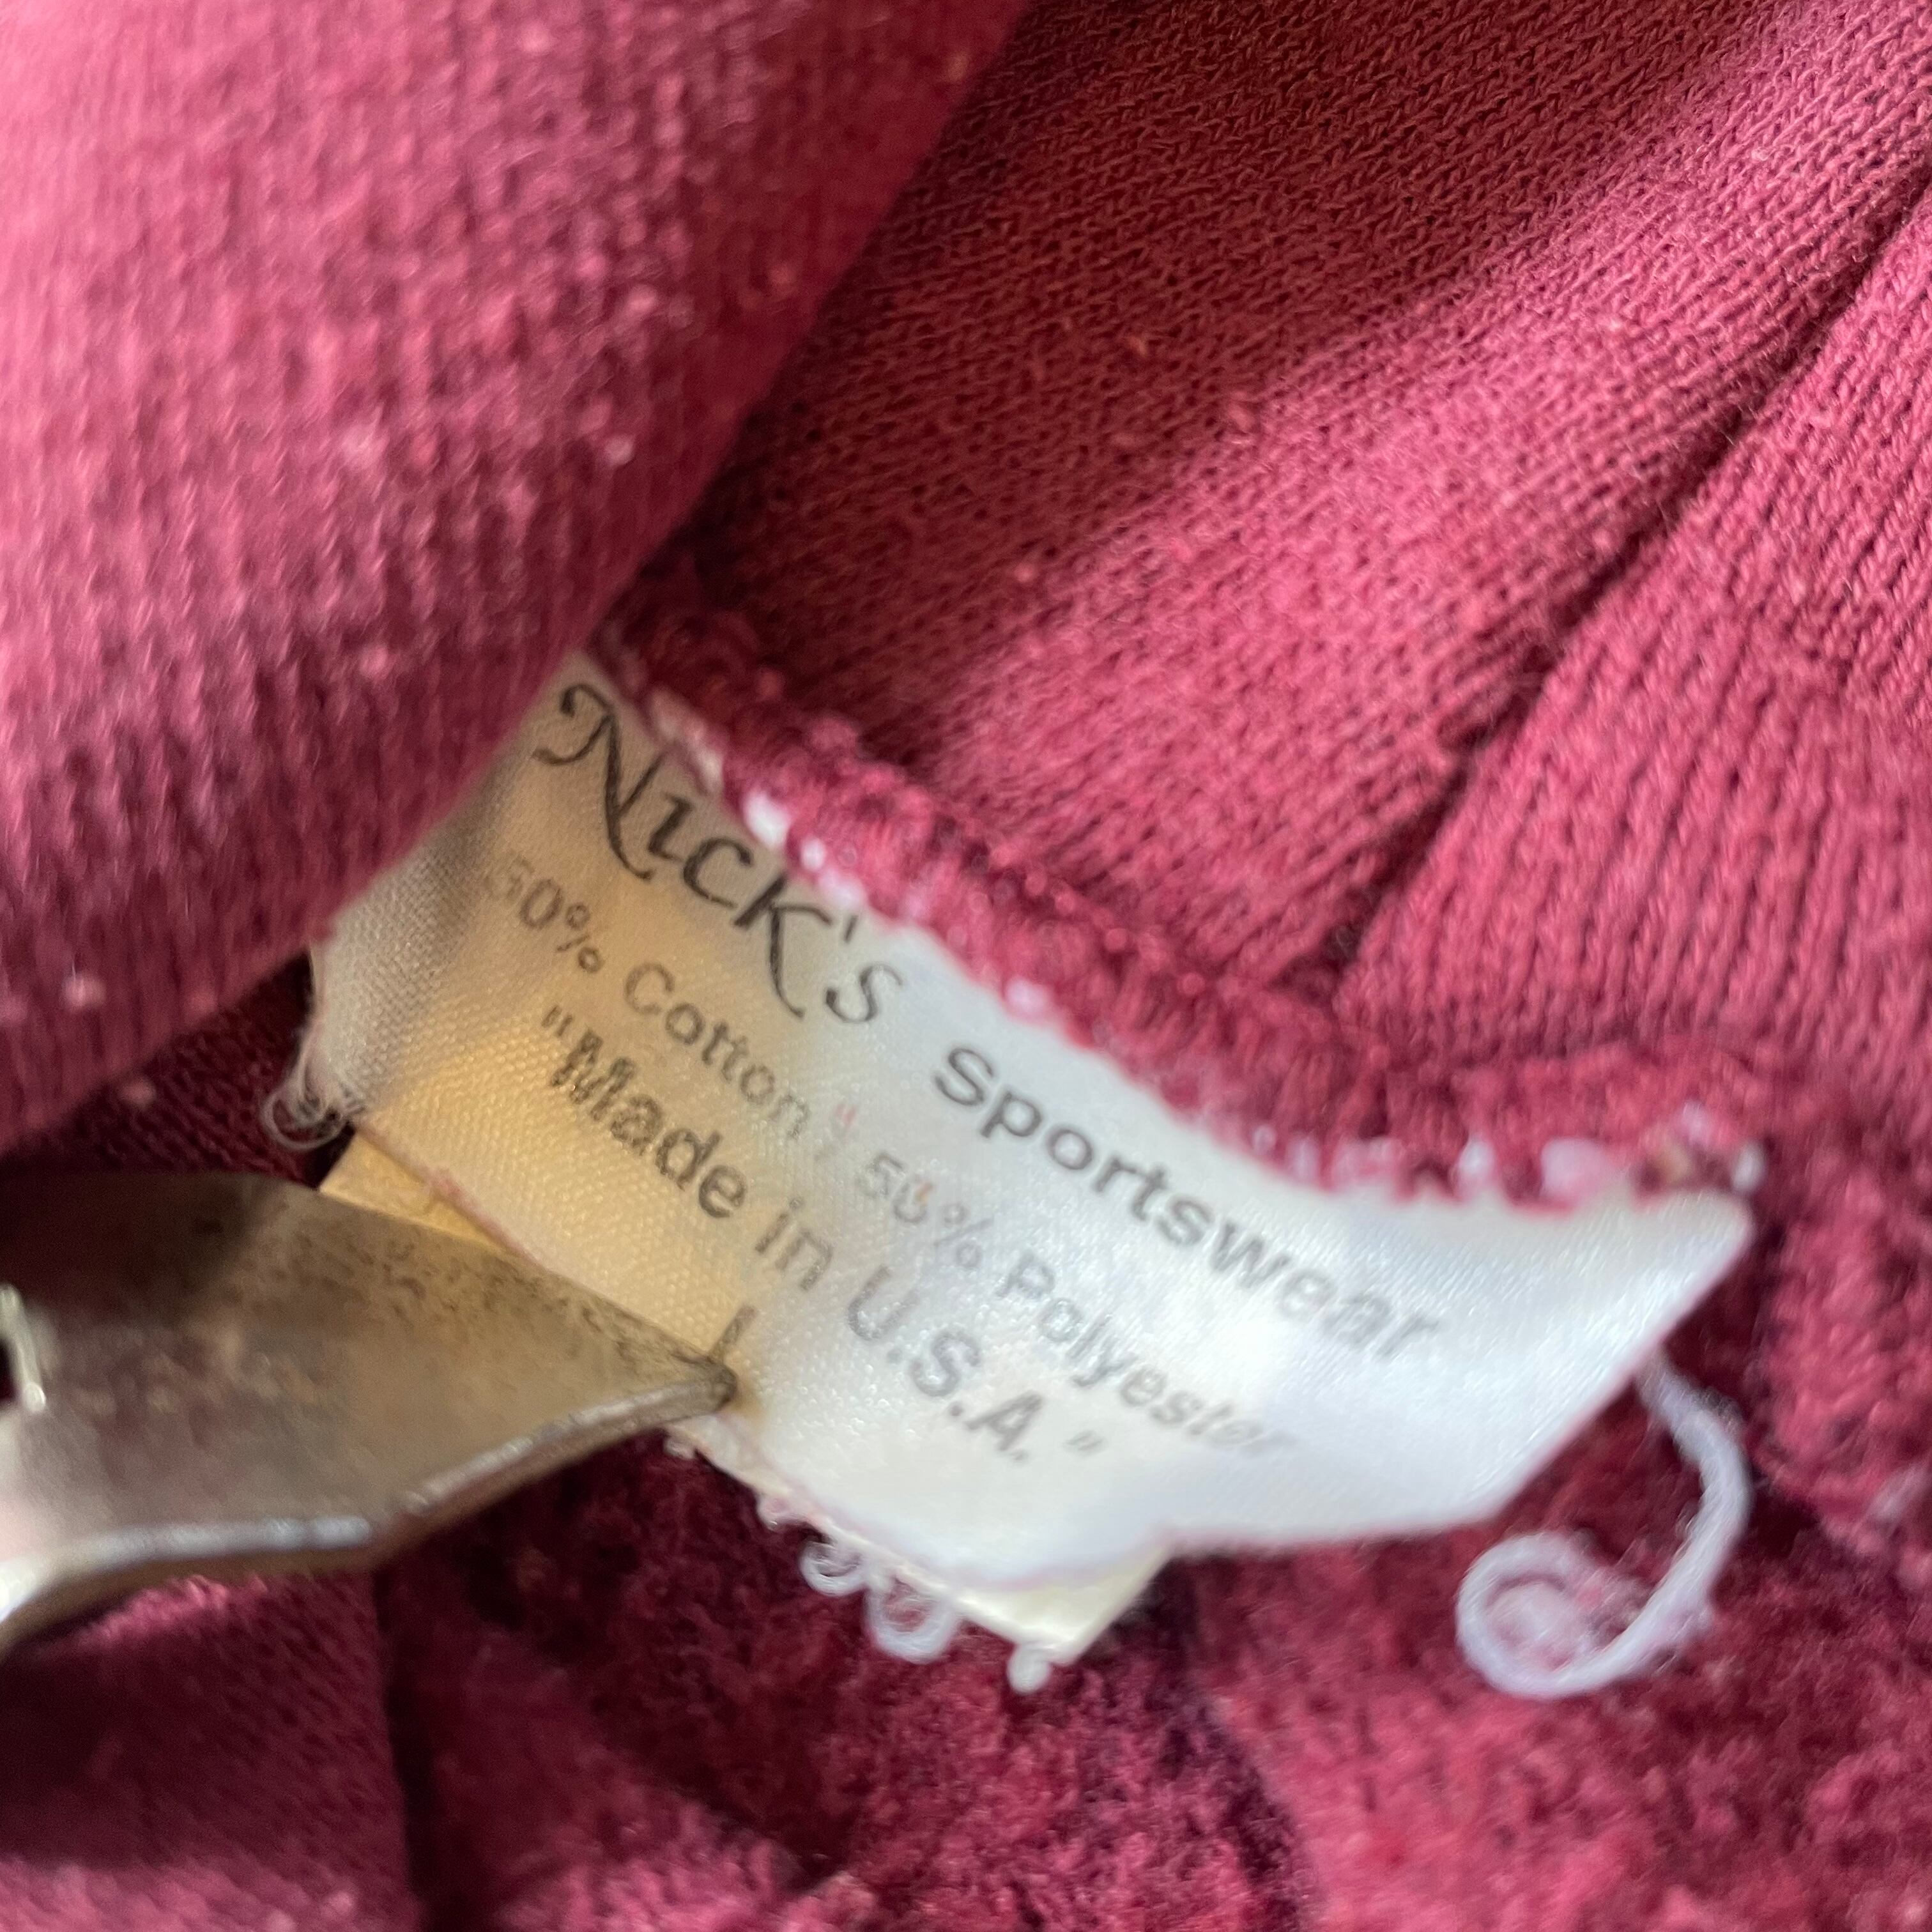 Nick's Sportswear
50% Cotton / 50% Polyester
"Made in U.S.A."